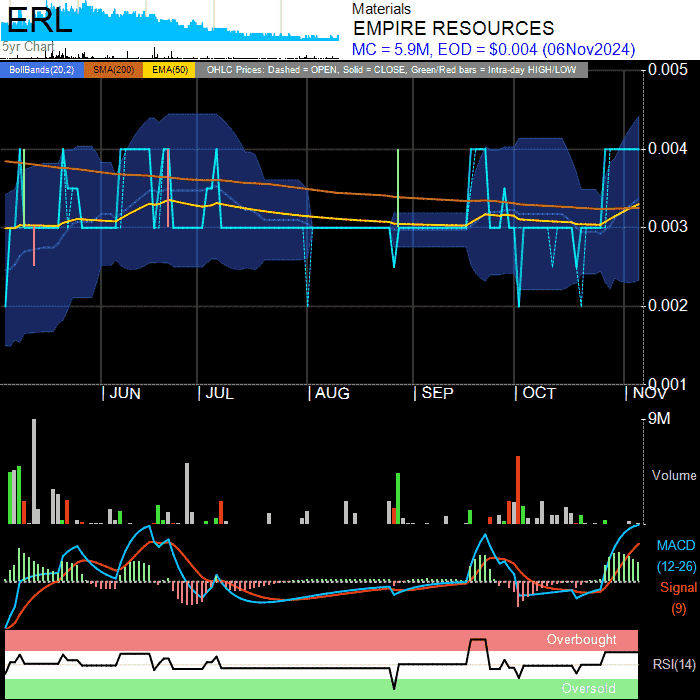 ERL
5yr Chart
Materials
EMPIRE RESOURCES
MC = 5.9M, EOD = $0.004 (06Nov2024)
BollBands(20,2) SMA(200) EMA(50) OHLC Prices: Dashed = OPEN, Solid = CLOSE, Green/Red bars = Intra-day HIGH/LOW
0.005
0.004
0.003
0.002
0.001
JUN JUL AUG SEP OCT NOV
9M
Volume
MACD
(12-26)
Signal
(9)
Overbought
RSI(14)
Oversold